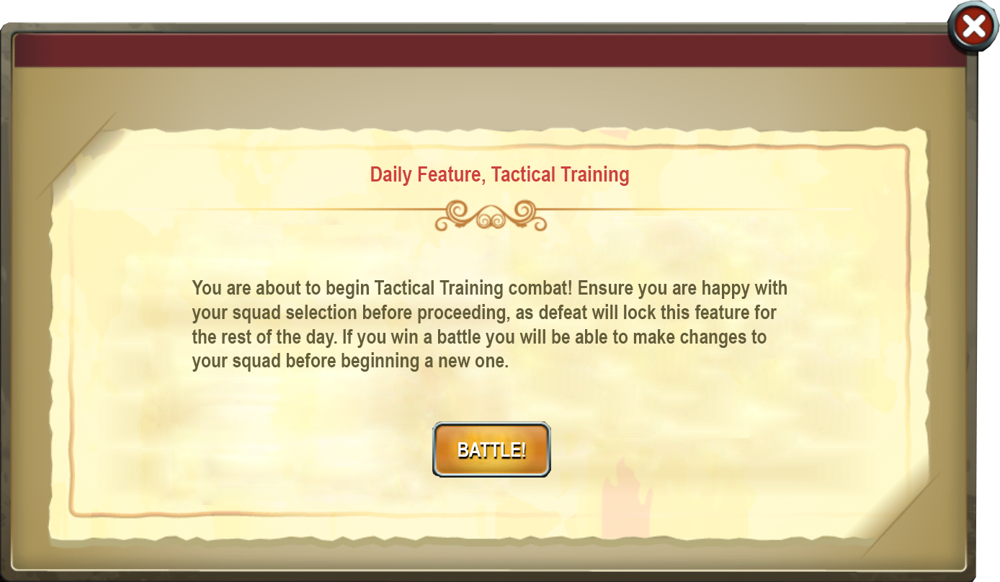 Daily Feature, Tactical Training
You are about to begin Tactical Training combat! Ensure you are happy with
your squad selection before proceeding, as defeat will lock this feature for
the rest of the day. If you win a battle you will be able to make changes to
your squad before beginning a new one.
BATTLE!